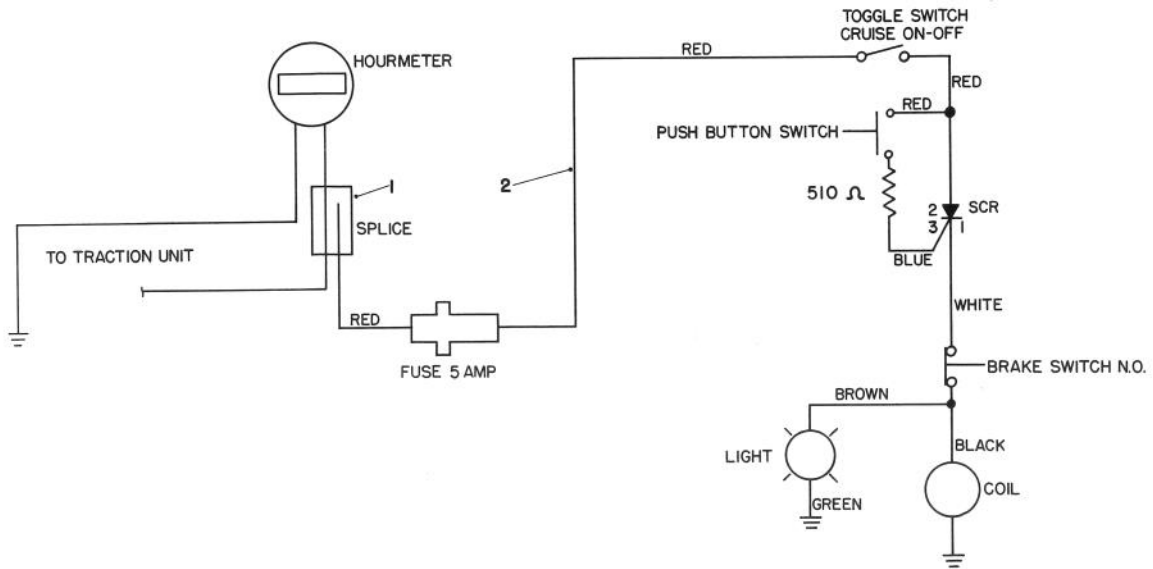 TOGGLE SWITCH
CRUISE ON-OFF
RED
HOURMETER
RED
RED
PUSH BUTTON SWITCH
1
2
510 Ω
2
SCR
3
1
SPLICE
TO TRACTION UNIT
BLUE
WHITE
RED
FUSE 5 AMP
BRAKE SWITCH N.O.
BROWN
BLACK
LIGHT
COIL
GREEN